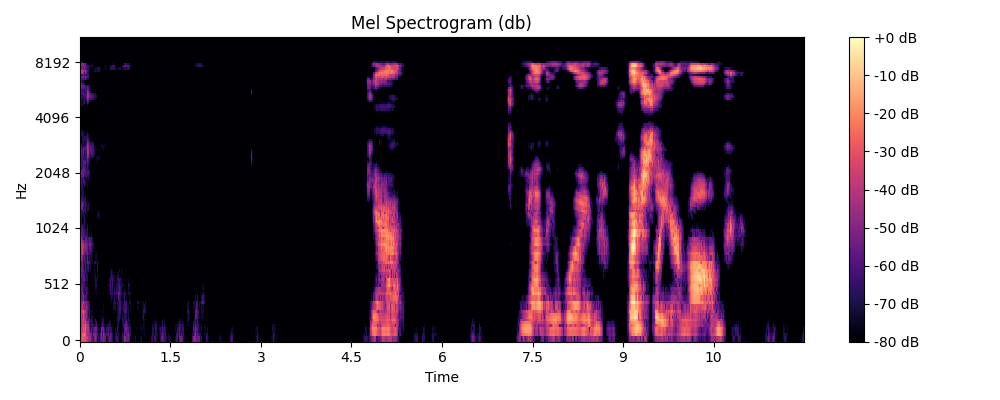 Mel Spectrogram (db)
8192
4096
2048
1024
512
0
Hz
0 1.5 3 4.5 6 7.5 9 10
Time
+0 dB
-10 dB
-20 dB
-30 dB
-40 dB
-50 dB
-60 dB
-70 dB
-80 dB